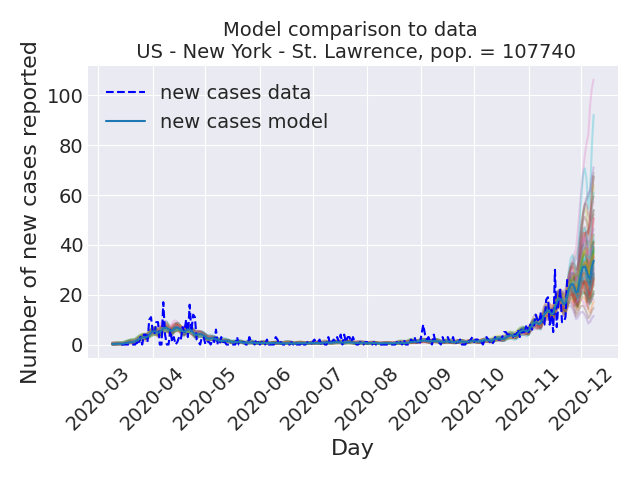 Model comparison to data
US - New York - St. Lawrence, pop. = 107740
Number of new cases reported
100
80
60
40
20
0
new cases data
new cases model
2020-03
2020-04
2020-05
2020-06
2020-07
2020-08
2020-09
2020-10
2020-11
2020-12
Day